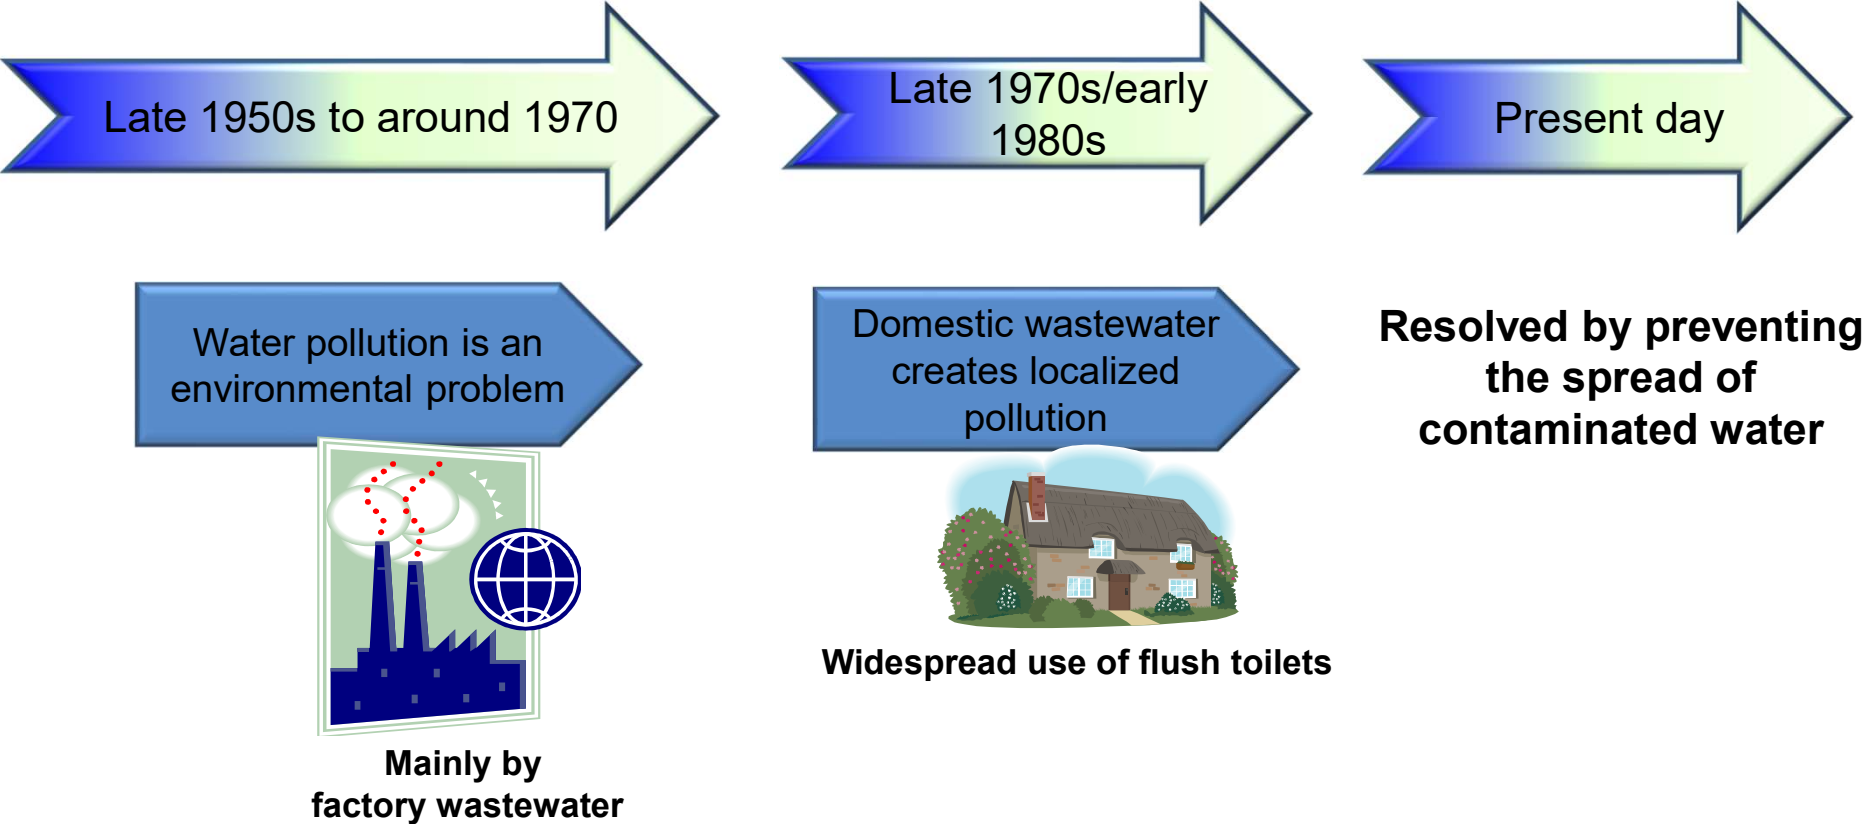 Late 1950s to around 1970
Late 1970s/early
1980s
Present day
Water pollution is an
environmental problem
Domestic wastewater
creates localized
pollution
Resolved by preventing
the spread of
contaminated water
Mainly by
factory wastewater
Widespread use of flush toilets